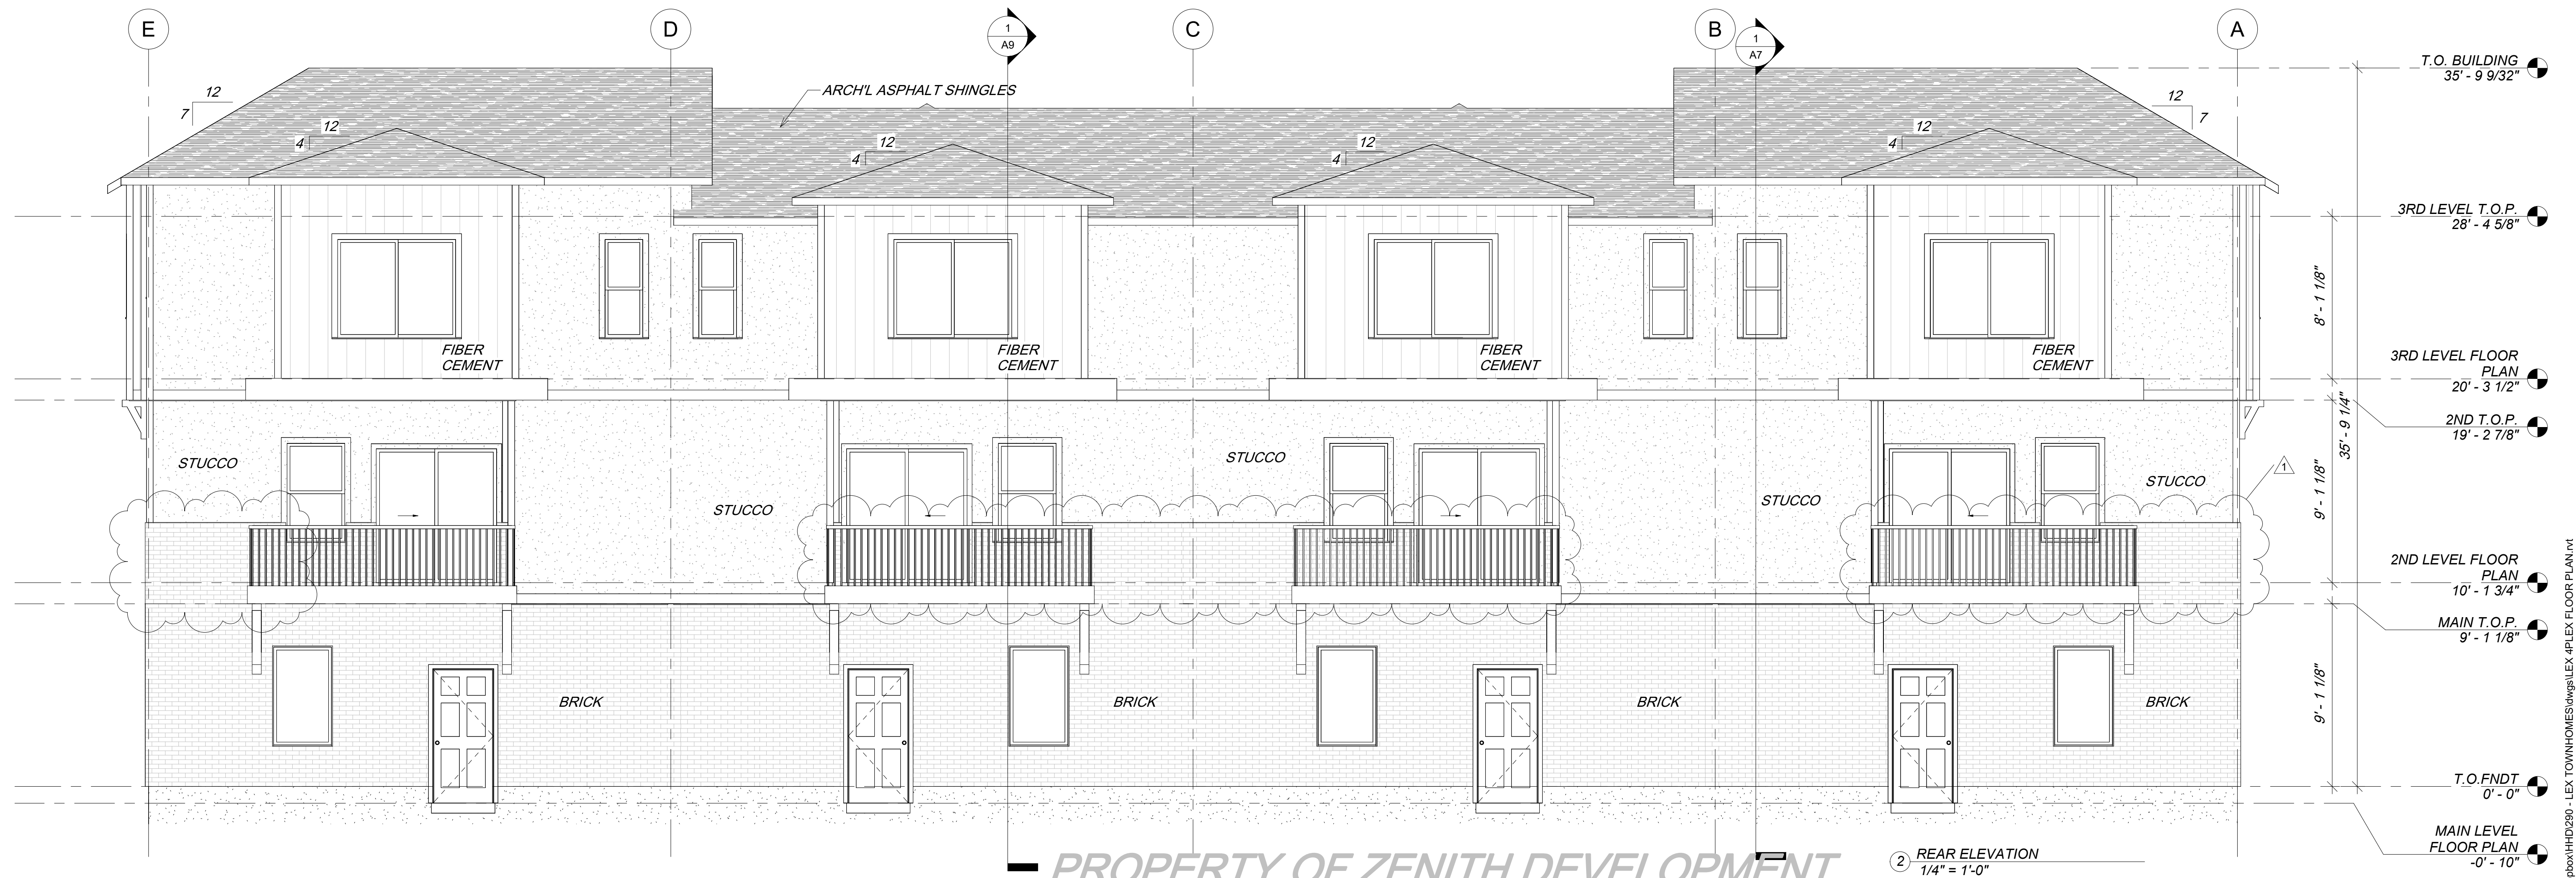 E
D
1
A9
C
B
1
A7
A
T.O. BUILDING
35' - 9 9/32"
12
7
12
4
ARCH'L ASPHALT SHINGLES
12
4
12
4
12
4
12
7
3RD LEVEL T.O.P.
28' - 4 5/8"
8' - 1 1/8"
FIBER
CEMENT
FIBER
CEMENT
FIBER
CEMENT
FIBER
CEMENT
3RD LEVEL FLOOR
PLAN
20' - 3 1/2"
2ND T.O.P.
19' - 2 7/8"
35' - 9 1/4"
STUCCO
STUCCO
STUCCO
STUCCO
STUCCO
1
9' - 1 1/8"
2ND LEVEL FLOOR
PLAN
10' - 1 3/4"
MAIN T.O.P.
9' - 1 1/8"
9' - 1 1/8"
BRICK
BRICK
BRICK
BRICK
T.O.FNDT
0' - 0"
MAIN LEVEL
FLOOR PLAN
-0' - 10"
PROPERTY OF ZENITH DEVELOPMENT
2
REAR ELEVATION
1/4" = 1'-0"
pbox\HHD\290 - LEX TOWNHOMES\dwgs\LEX 4PLEX FLOOR PLAN.rvt